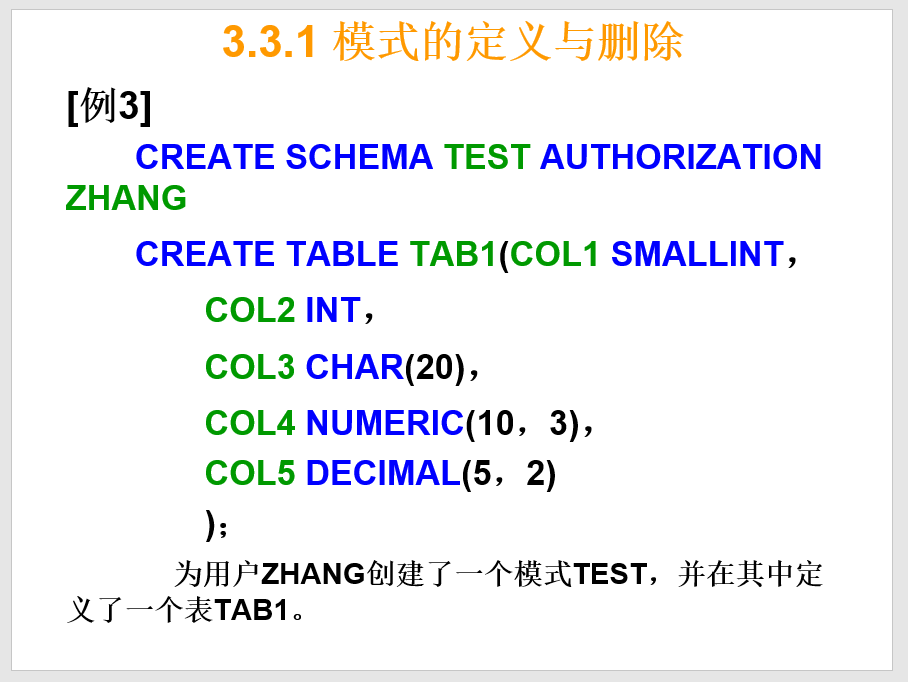 3.3.1 模式的定义与删除
[例3]
CREATE SCHEMA TEST AUTHORIZATION
ZHANG
CREATE TABLE TAB1(COL1 SMALLINT，
COL2 INT，
COL3 CHAR(20)，
COL4 NUMERIC(10，3)，
COL5 DECIMAL(5，2)
)；
为用户ZHANG创建了一个模式TEST，并在其中定
义了一个表TAB1。